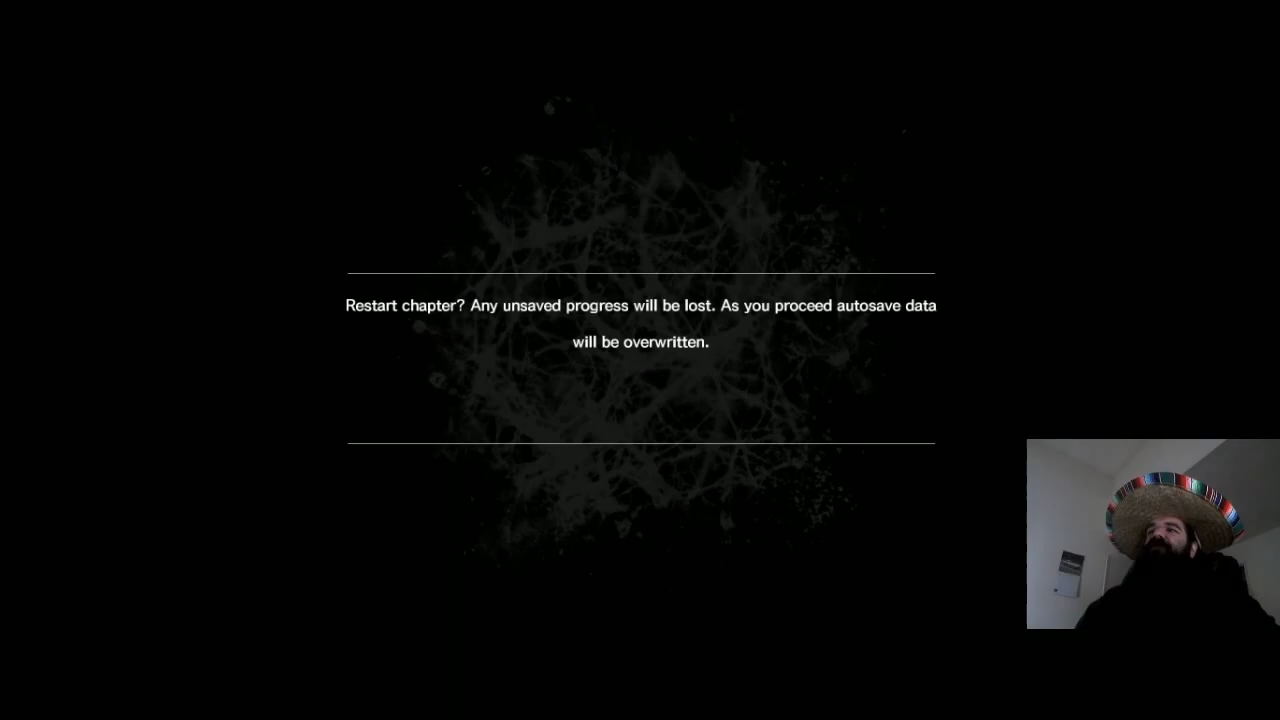 Restart chapter? Any unsaved progress will be lost. As you proceed autosave data
will be overwritten.